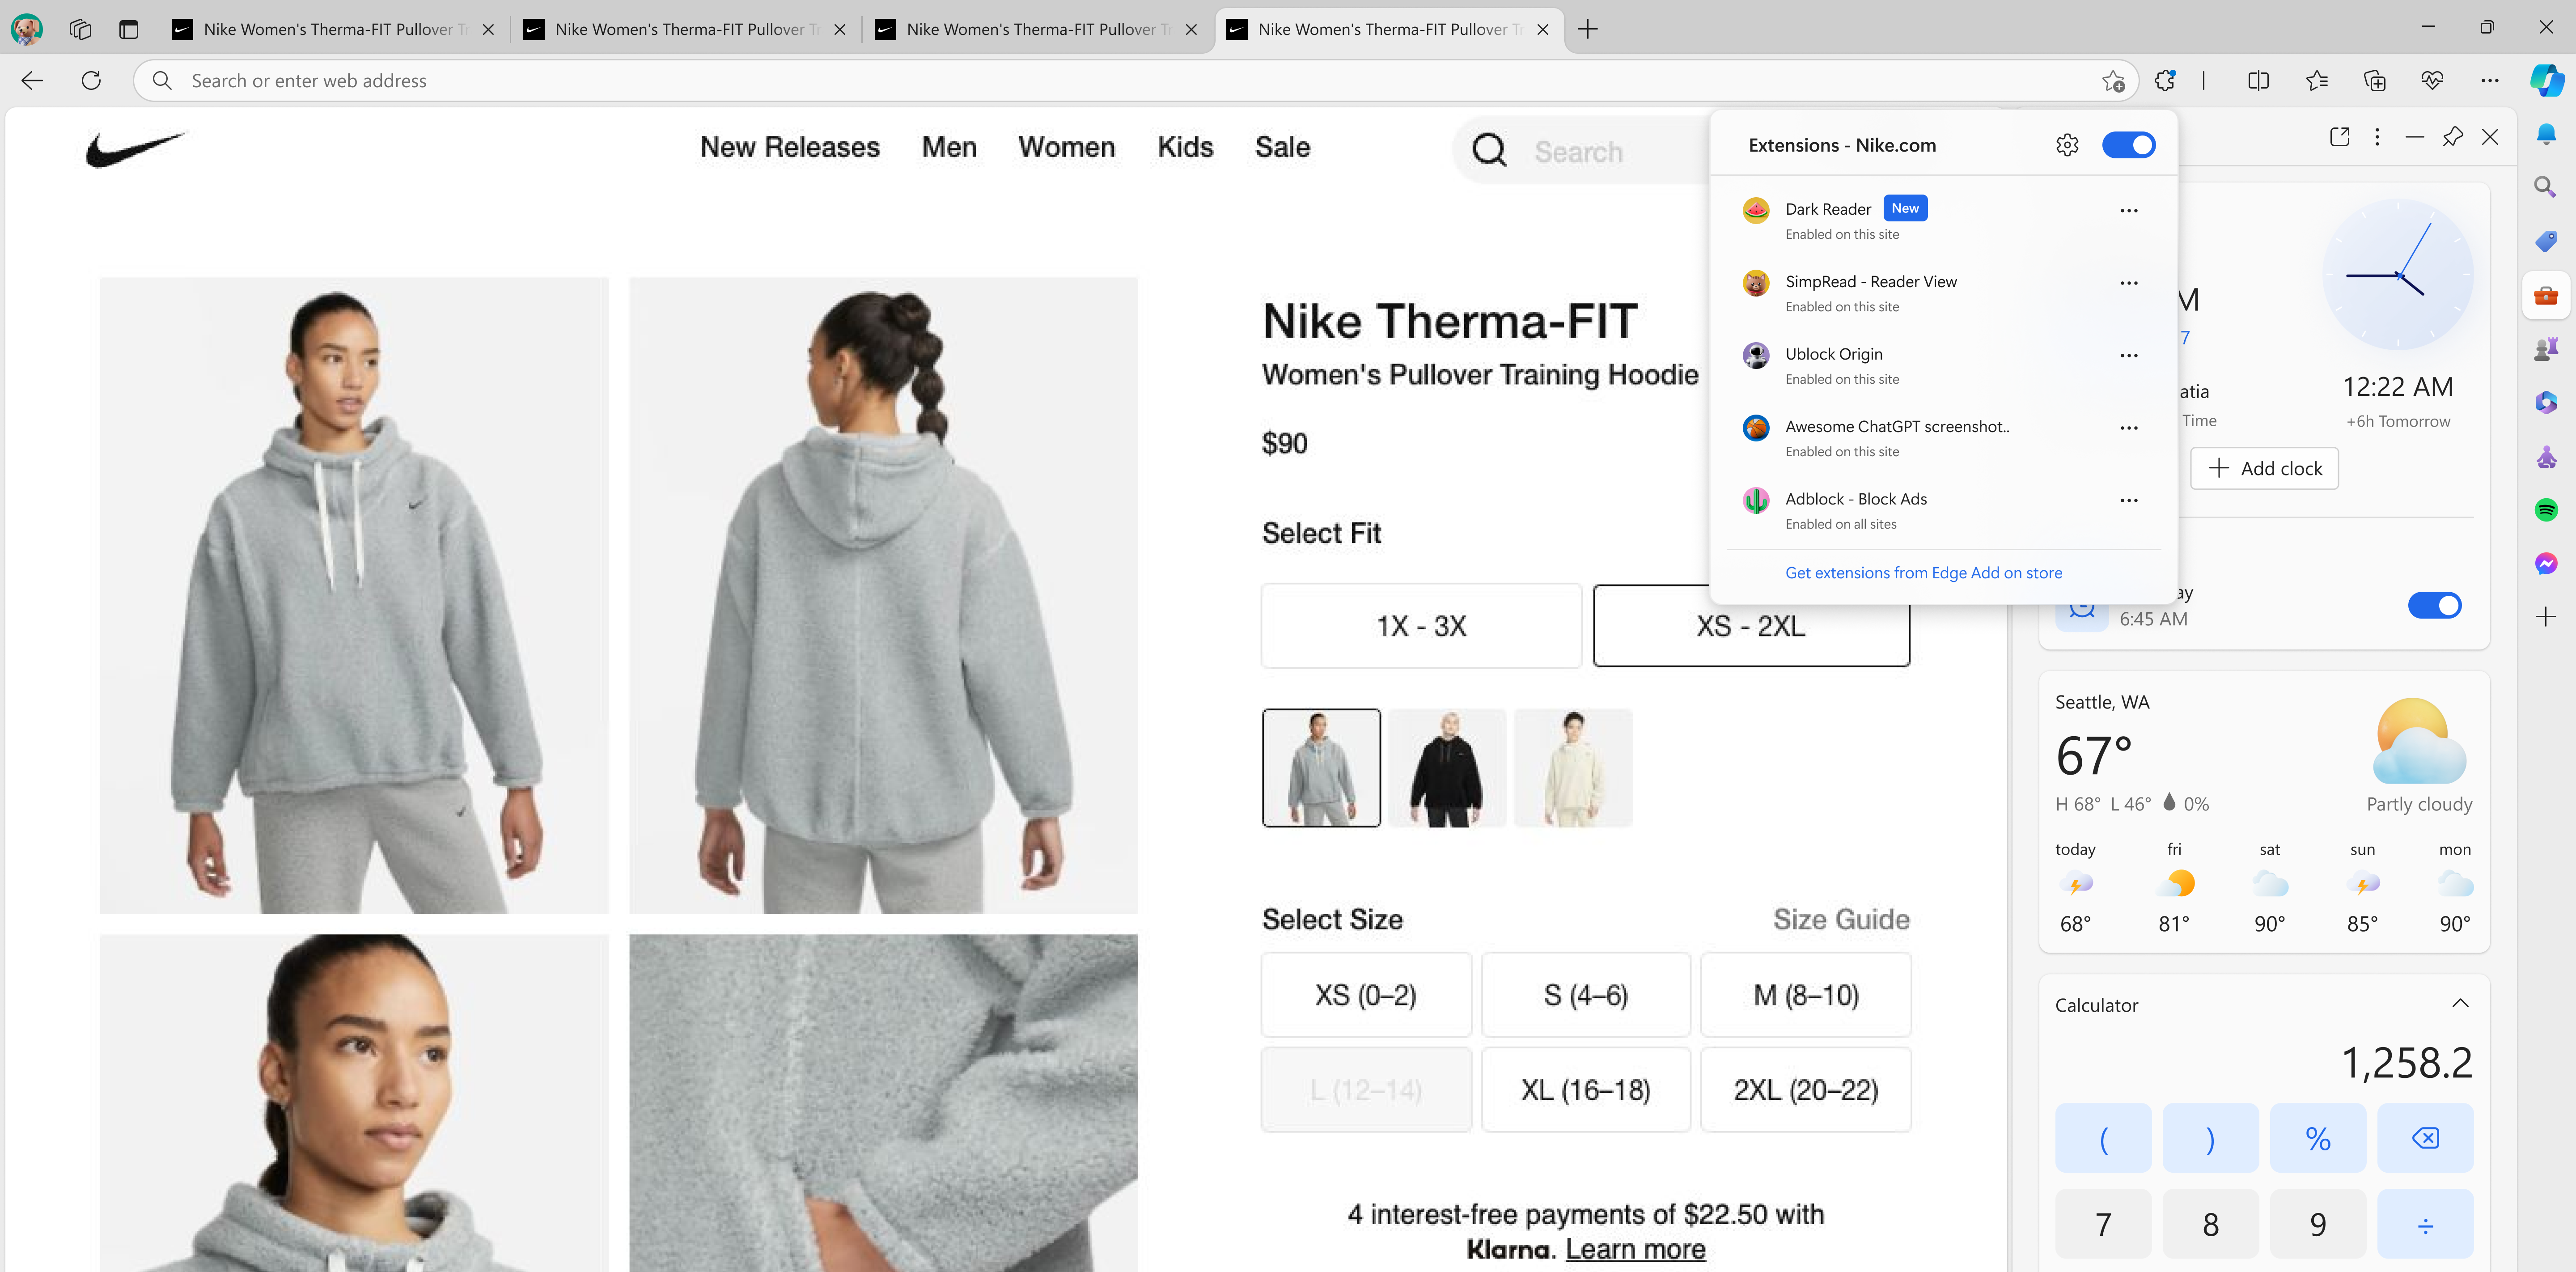 Nike Women's Therma-FIT Pullover
Nike Women's Therma-FIT Pullover
Nike Women's Therma-FIT Pullover
Nike Women's Therma-FIT Pullover
Search or enter web address
New Releases Men Women Kids Sale
Search
Nike Therma-FIT
Women's Pullover Training Hoodie
$90
Select Fit
1X - 3X
XS - 2XL
Select Size
Size Guide
XS (0–2)
S (4–6)
M (8–10)
L (12–14)
XL (16–18)
2XL (20–22)
4 interest-free payments of $22.50 with
Klarna. Learn more
Extensions - Nike.com
Dark Reader New
Enabled on this site
SimpRead - Reader View
Enabled on this site
Ublock Origin
Enabled on this site
Awesome ChatGPT screenshot..
Enabled on this site
Adblock - Block Ads
Enabled on all sites
Get extensions from Edge Add on store
M
7
atia
Time
12:22 AM
+6h Tomorrow
Add clock
ay
6:45 AM
Seattle, WA
67°
H 68° L 46° 0%
Partly cloudy
today fri sat sun mon
68° 81° 90° 85° 90°
Calculator
1,258.2
( ) %
7 8 9 ÷